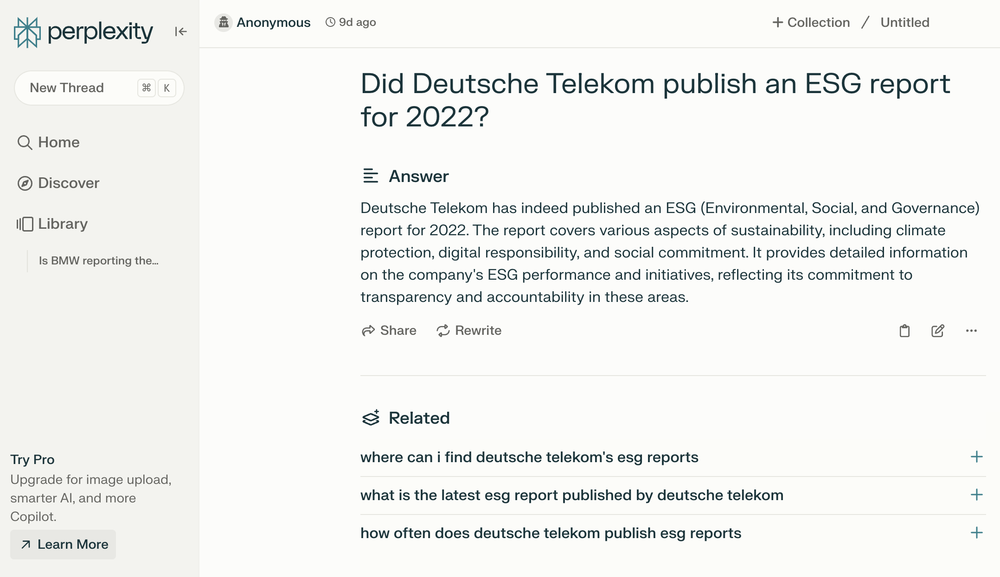 perplexity
New Thread ⌘ K
Home
Discover
Library
Is BMW reporting the...
Try Pro
Upgrade for image upload,
smarter AI, and more
Copilot.
Learn More
Anonymous 9d ago
Collection / Untitled
Did Deutsche Telekom publish an ESG report
for 2022?
Answer
Deutsche Telekom has indeed published an ESG (Environmental, Social, and Governance)
report for 2022. The report covers various aspects of sustainability, including climate
protection, digital responsibility, and social commitment. It provides detailed information
on the company's ESG performance and initiatives, reflecting its commitment to
transparency and accountability in these areas.
Share Rewrite
Related
where can i find deutsche telekom's esg reports
what is the latest esg report published by deutsche telekom
how often does deutsche telekom publish esg reports